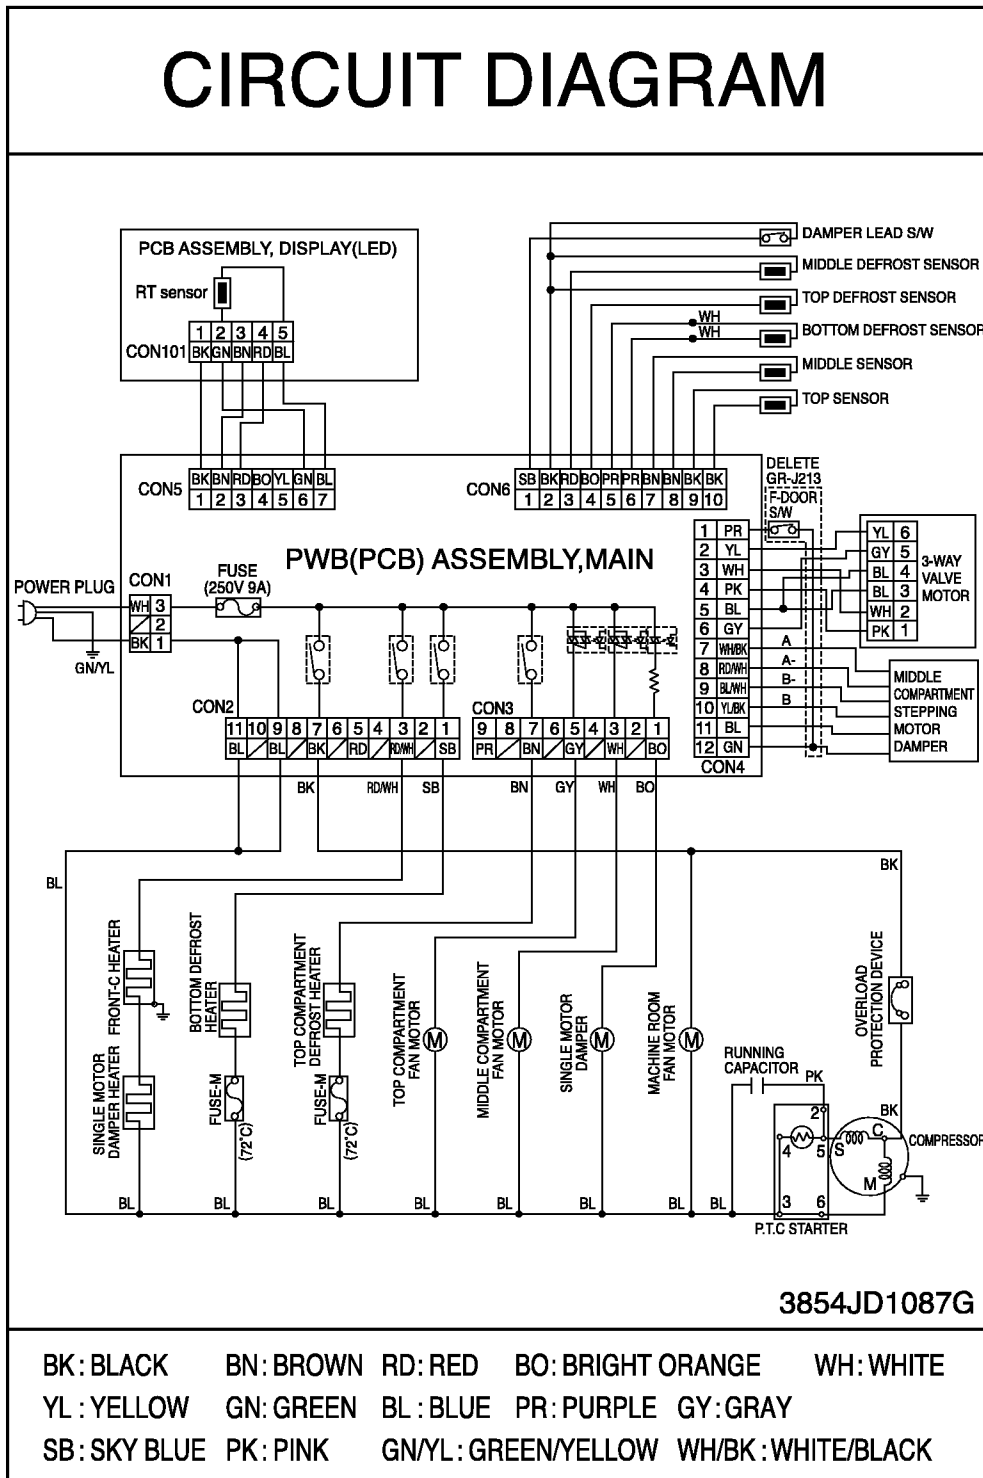 CIRCUIT DIAGRAM
PCB ASSEMBLY, DISPLAY(LED)
RT sensor
1 2 3 4 5
CON101 BK GN BN RD BL
DAMPER LEAD S/W
MIDDLE DEFROST SENSOR
TOP DEFROST SENSOR
WH
WH
BOTTOM DEFROST SENSOR
MIDDLE SENSOR
TOP SENSOR
CON5 BK BN RD BO YL GN BL
1 2 3 4 5 6 7
CON6 SB BK RD BO PR PR BN BN BK BK
1 2 3 4 5 6 7 8 9 10
DELETE
GR-J213
F-DOOR
S/W
PWB(PCB) ASSEMBLY,MAIN
1 PR
2 YL
3 WH
4 PK
5 BL
6 GY
7 WH/BK
8 RD/WH
9 BL/WH
10 YL/BK
11 BL
12 GN
CON4
A
A-
B-
B
YL 6
GY 5
BL 4
BL 3
WH 2
PK 1
3-WAY
VALVE
MOTOR
MIDDLE
COMPARTMENT
STEPPING
MOTOR
DAMPER
POWER PLUG
CON1
WH 3
2
BK 1
GN/YL
FUSE
(250V 9A)
CON2
11 10 9 8 7 6 5 4 3 2 1
BL BL BK RD RD/WH SB
CON3
9 8 7 6 5 4 3 2 1
PR BN GY WH BO
BK RD/WH SB BN GY WH BO
BL
BK
FRONT-C HEATER
SINGLE MOTOR
DAMPER HEATER
BOTTOM DEFROST
HEATER
FUSE-M
(72°C)
TOP COMPARTMENT
DEFROST HEATER
FUSE-M
(72°C)
TOP COMPARTMENT
FAN MOTOR
M
MIDDLE COMPARTMENT
FAN MOTOR
M
SINGLE MOTOR
DAMPER
M
MACHINE ROOM
FAN MOTOR
M
OVERLOAD
PROTECTION DEVICE
RUNNING
CAPACITOR
PK
BK
2
4 5 S C
M
COMPRESSOR
3 6
P.T.C STARTER
BL BL BL BL BL BL BL BL
3854JD1087G
BK : BLACK BN : BROWN RD : RED BO : BRIGHT ORANGE WH : WHITE
YL : YELLOW GN : GREEN BL : BLUE PR : PURPLE GY : GRAY
SB : SKY BLUE PK : PINK GN/YL : GREEN/YELLOW WH/BK : WHITE/BLACK